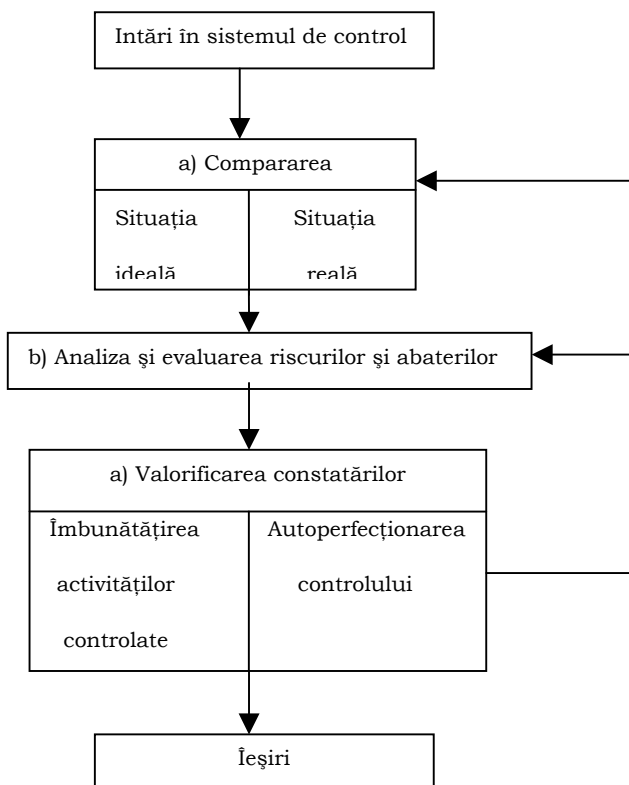 Intări în sistemul de control
a) Compararea
Situația
ideală
Situația
reală
b) Analiza şi evaluarea riscurilor şi abaterilor
a) Valorificarea constatărilor
Îmbunătățirea
activităților
controlate
Autoperfecționarea
controlului
Îeşiri